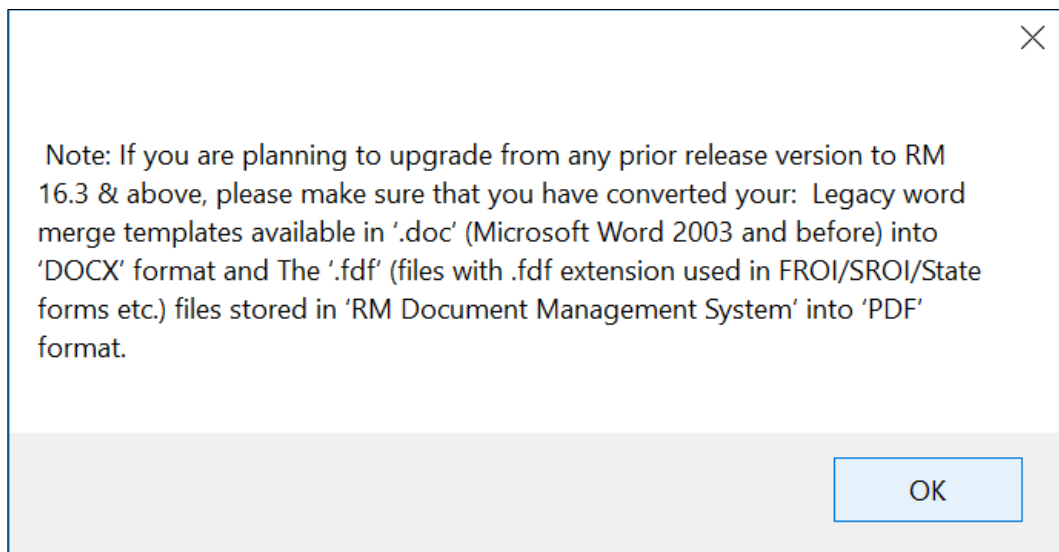 Note: If you are planning to upgrade from any prior release version to RM
16.3 & above, please make sure that you have converted your:  Legacy word
merge templates available in ‘.doc’ (Microsoft Word 2003 and before) into
‘DOCX’ format and The ‘.fdf’ (files with .fdf extension used in FROI/SROI/State
forms etc.) files stored in ‘RM Document Management System’ into ‘PDF’
format.
OK